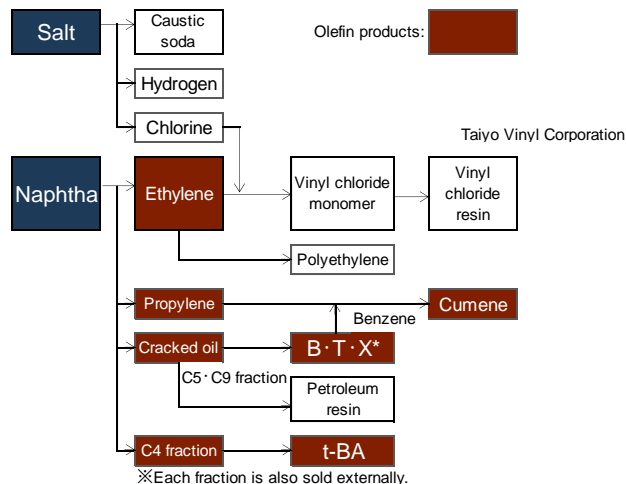 Salt
Caustic
soda
Olefin products:
Hydrogen
Chlorine
Taiyo Vinyl Corporation
Naphtha
Ethylene
Vinyl chloride
monomer
Vinyl
chloride
resin
Polyethylene
Propylene
Cumene
Benzene
Cracked oil
B･T･X*
C5･C9 fraction
Petroleum
resin
C4 fraction
t-BA
※Each fraction is also sold externally.